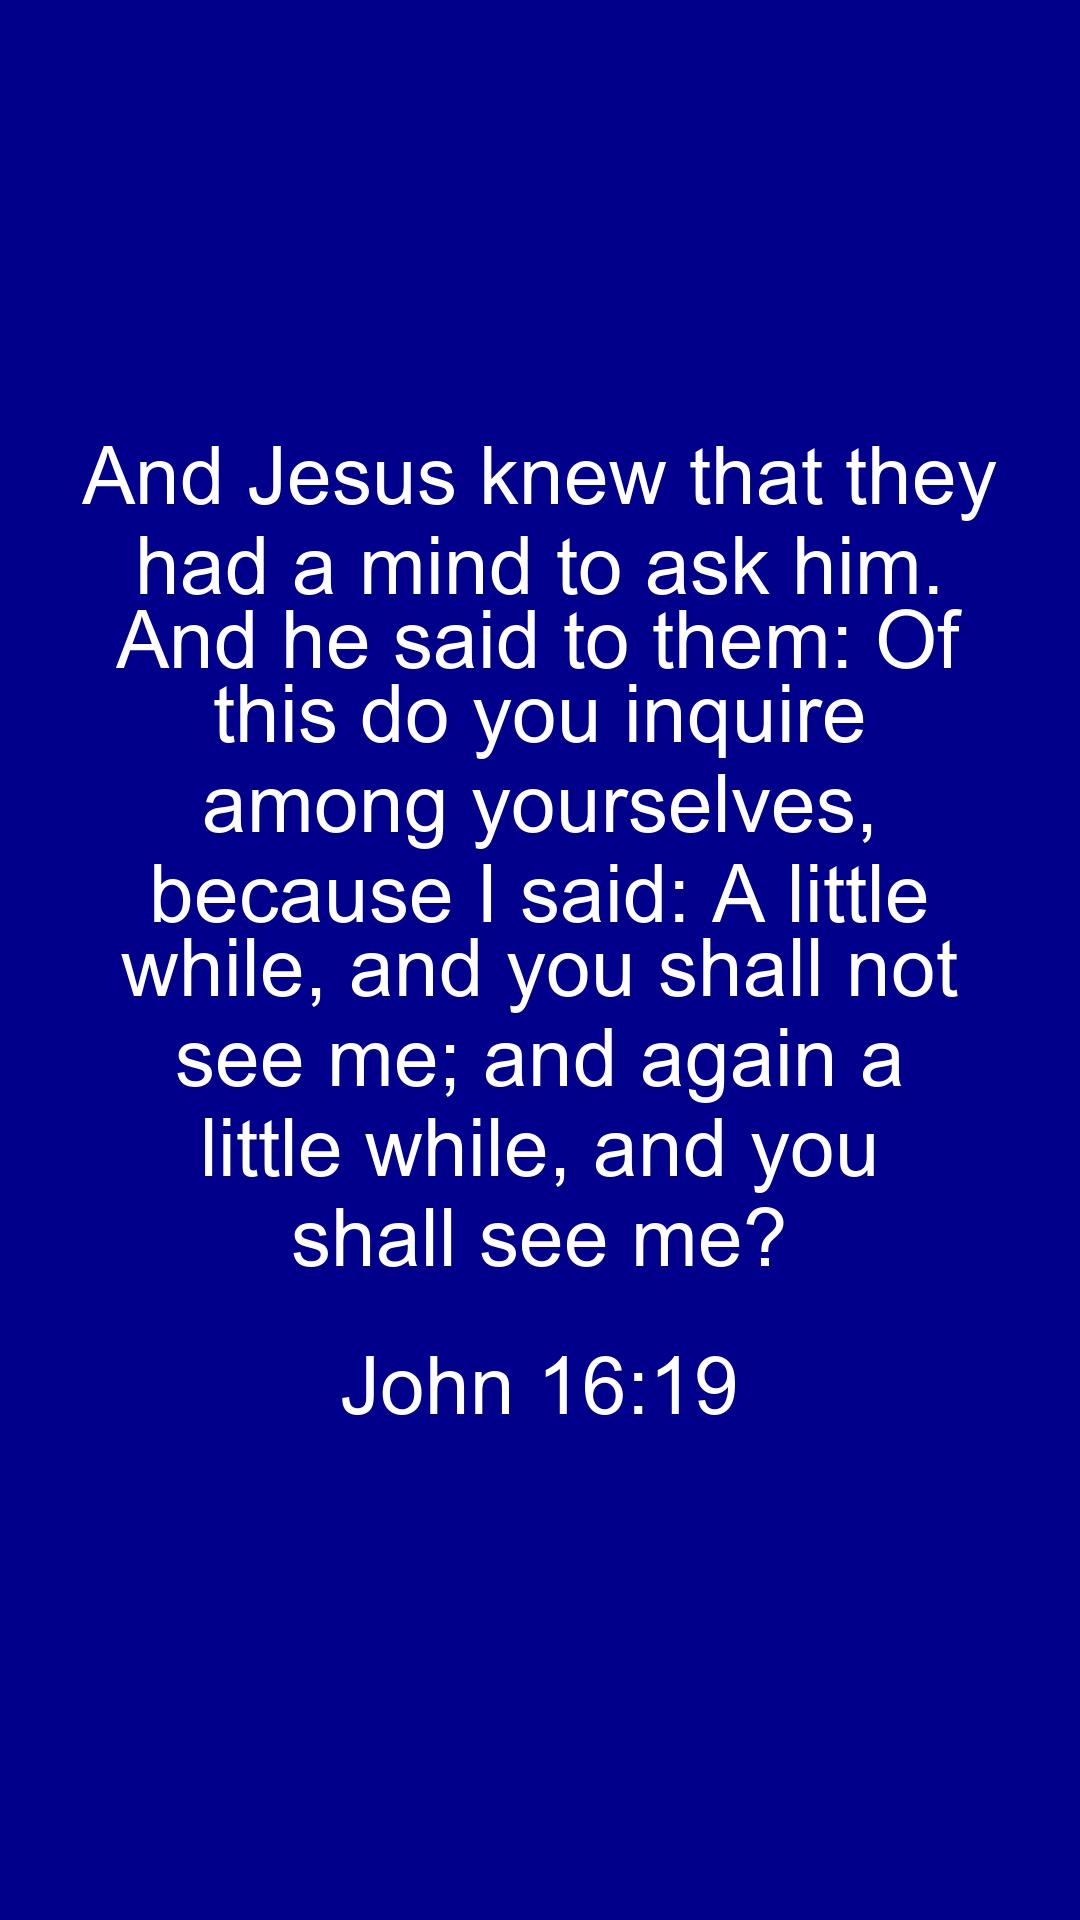 And Jesus knew that they
had a mind to ask him.
And he said to them: Of
this do you inquire
among yourselves,
because I said: A little
while, and you shall not
see me; and again a
little while, and you
shall see me?
John 16:19